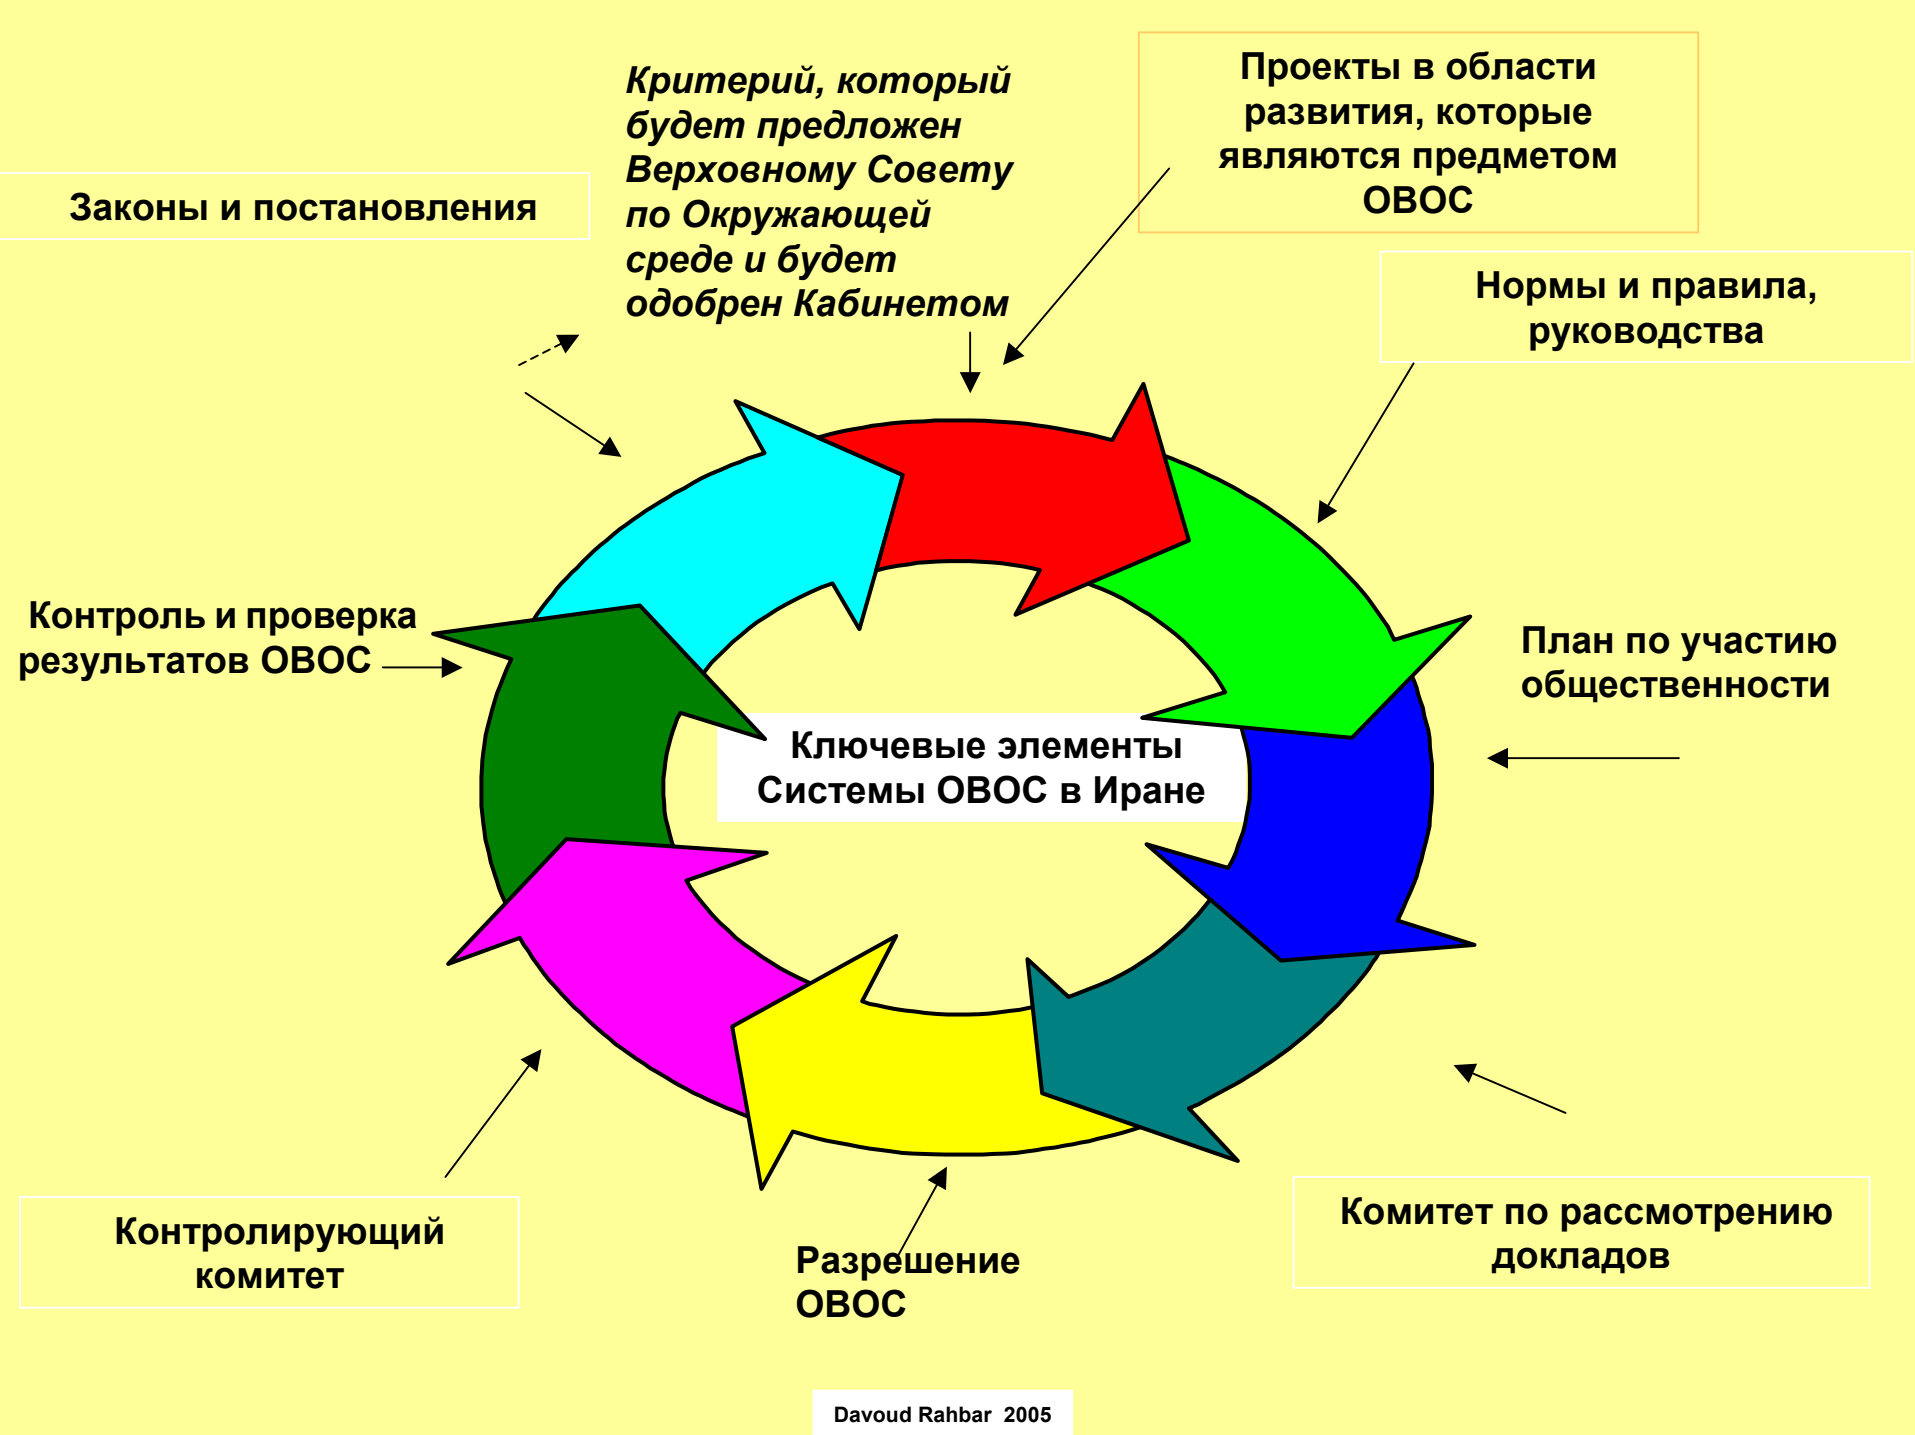 Критерий, который
будет предложен
Верховному Совету
по Окружающей
среде и будет
одобрен Кабинетом
Проекты в области
развития, которые
являются предметом
ОВОС
Законы и постановления
Нормы и правила,
руководства
Контроль и проверка
результатов ОВОС
План по участию
общественности
Ключевые элементы
Системы ОВОС в Иране
Контролирующий
комитет
Разрешение
ОВОС
Комитет по рассмотрению
докладов
Davoud Rahbar 2005